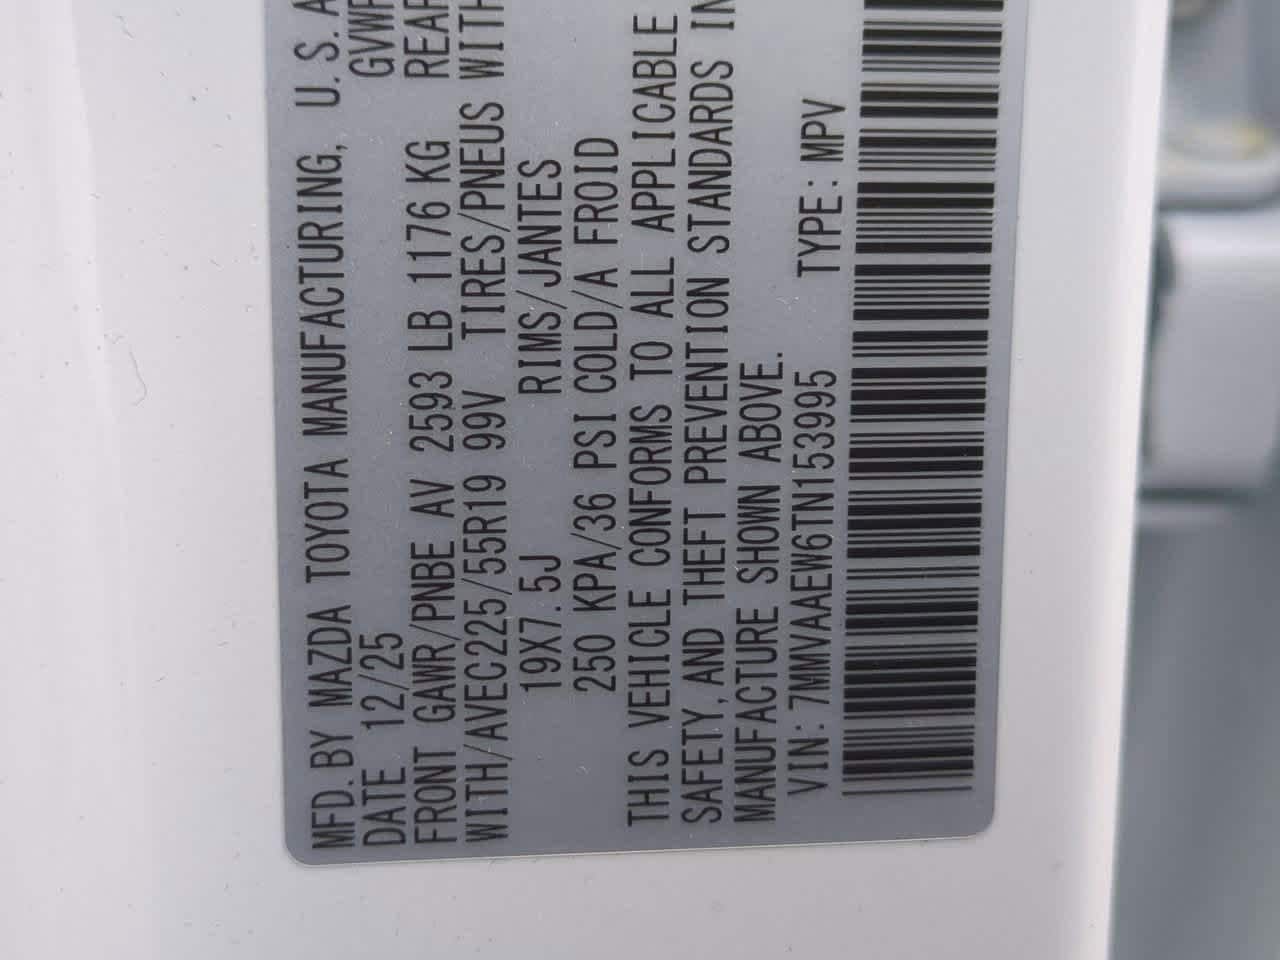 MFD. BY MAZDA TOYOTA MANUFACTURING, U.S.A
DATE 12/25 GVWR
FRONT GAWR/PNBE AV 2593 LB 1176 KG REAR
WITH/AVEC225/55R19 99V TIRES/PNEUS WITH
19X7.5J RIMS/JANTES
250 KPA/36 PSI COLD/A FROID
THIS VEHICLE CONFORMS TO ALL APPLICABLE
SAFETY, AND THEFT PREVENTION STANDARDS IN
MANUFACTURE SHOWN ABOVE.
VIN: 7MMVAAEW6TN153995 TYPE: MPV